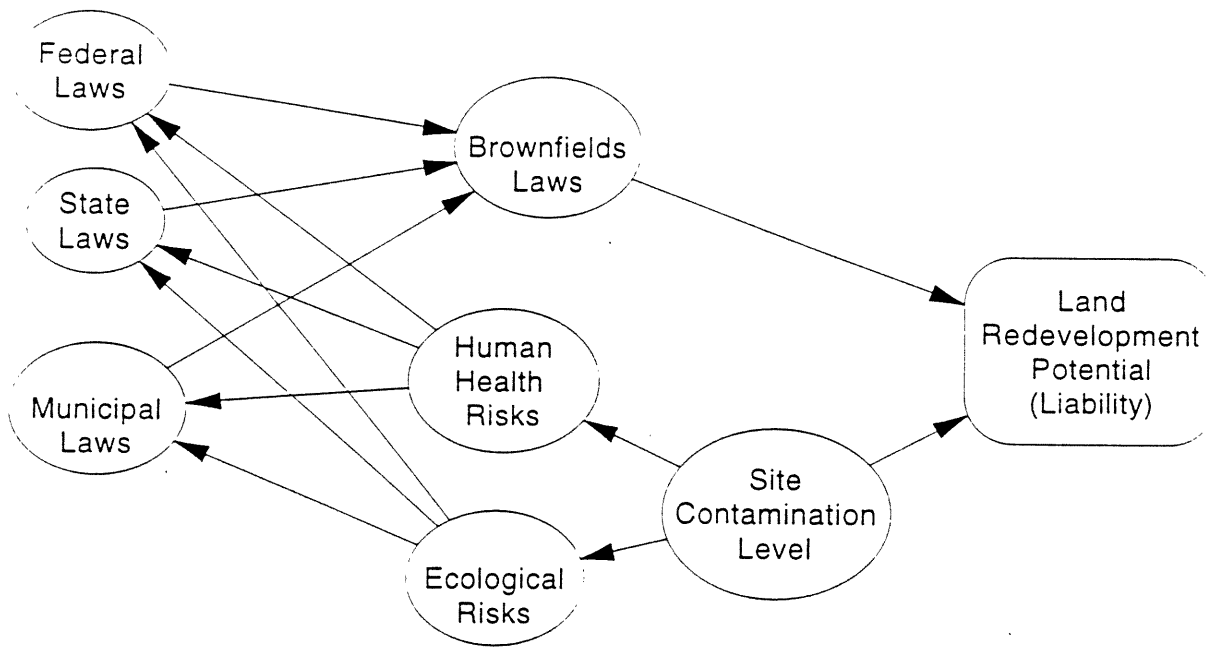 Federal
Laws
Brownfields
Laws
State
Laws
Land
Redevelopment
Potential
(Liability)
Human
Health
Risks
Municipal
Laws
Site
Contamination
Level
Ecological
Risks